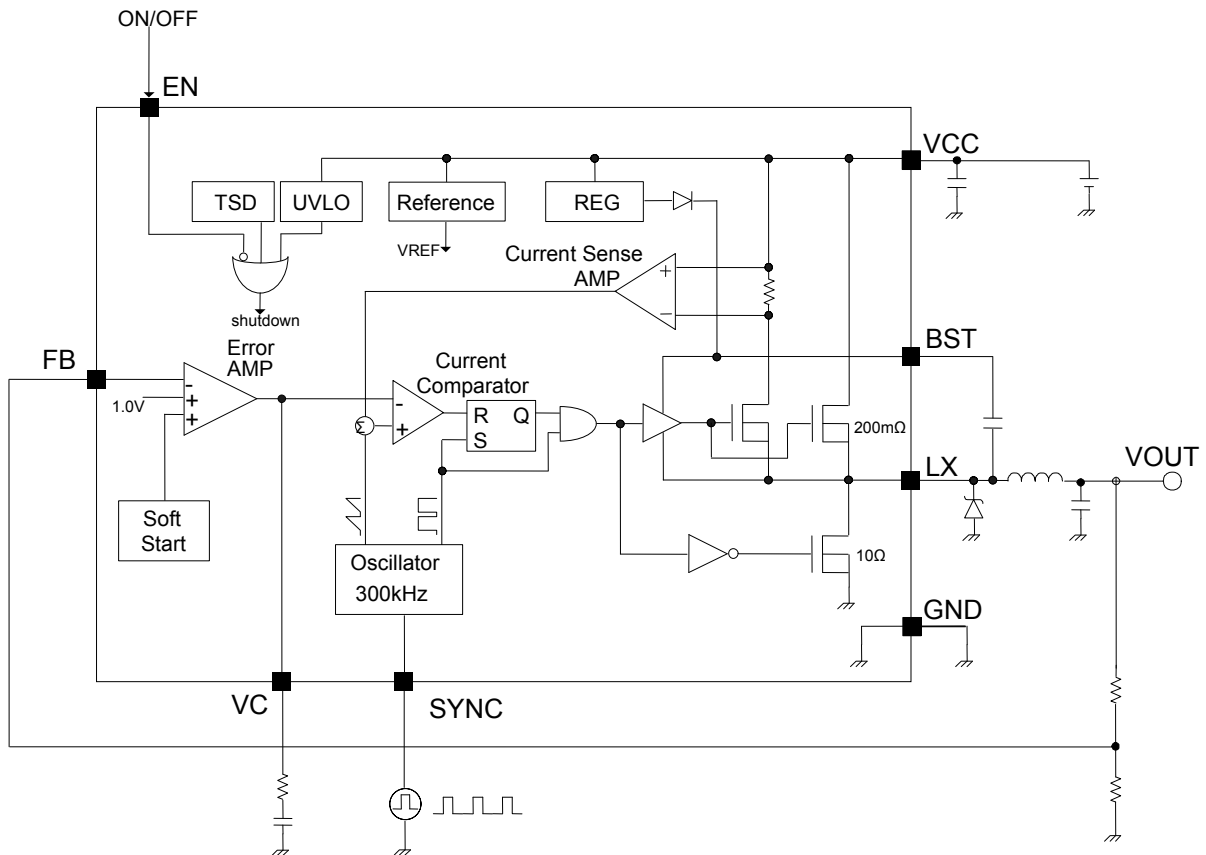 ON/OFF
EN
VCC
TSD
UVLO
Reference
REG
VREF
Current Sense
AMP
+
−
shutdown
BST
FB
Error
AMP
Current
Comparator
-
+
+
1.0V
-
+
R
Q
S
Σ
200mΩ
LX
VOUT
Soft
Start
Oscillator
300kHz
10Ω
GND
VC
SYNC